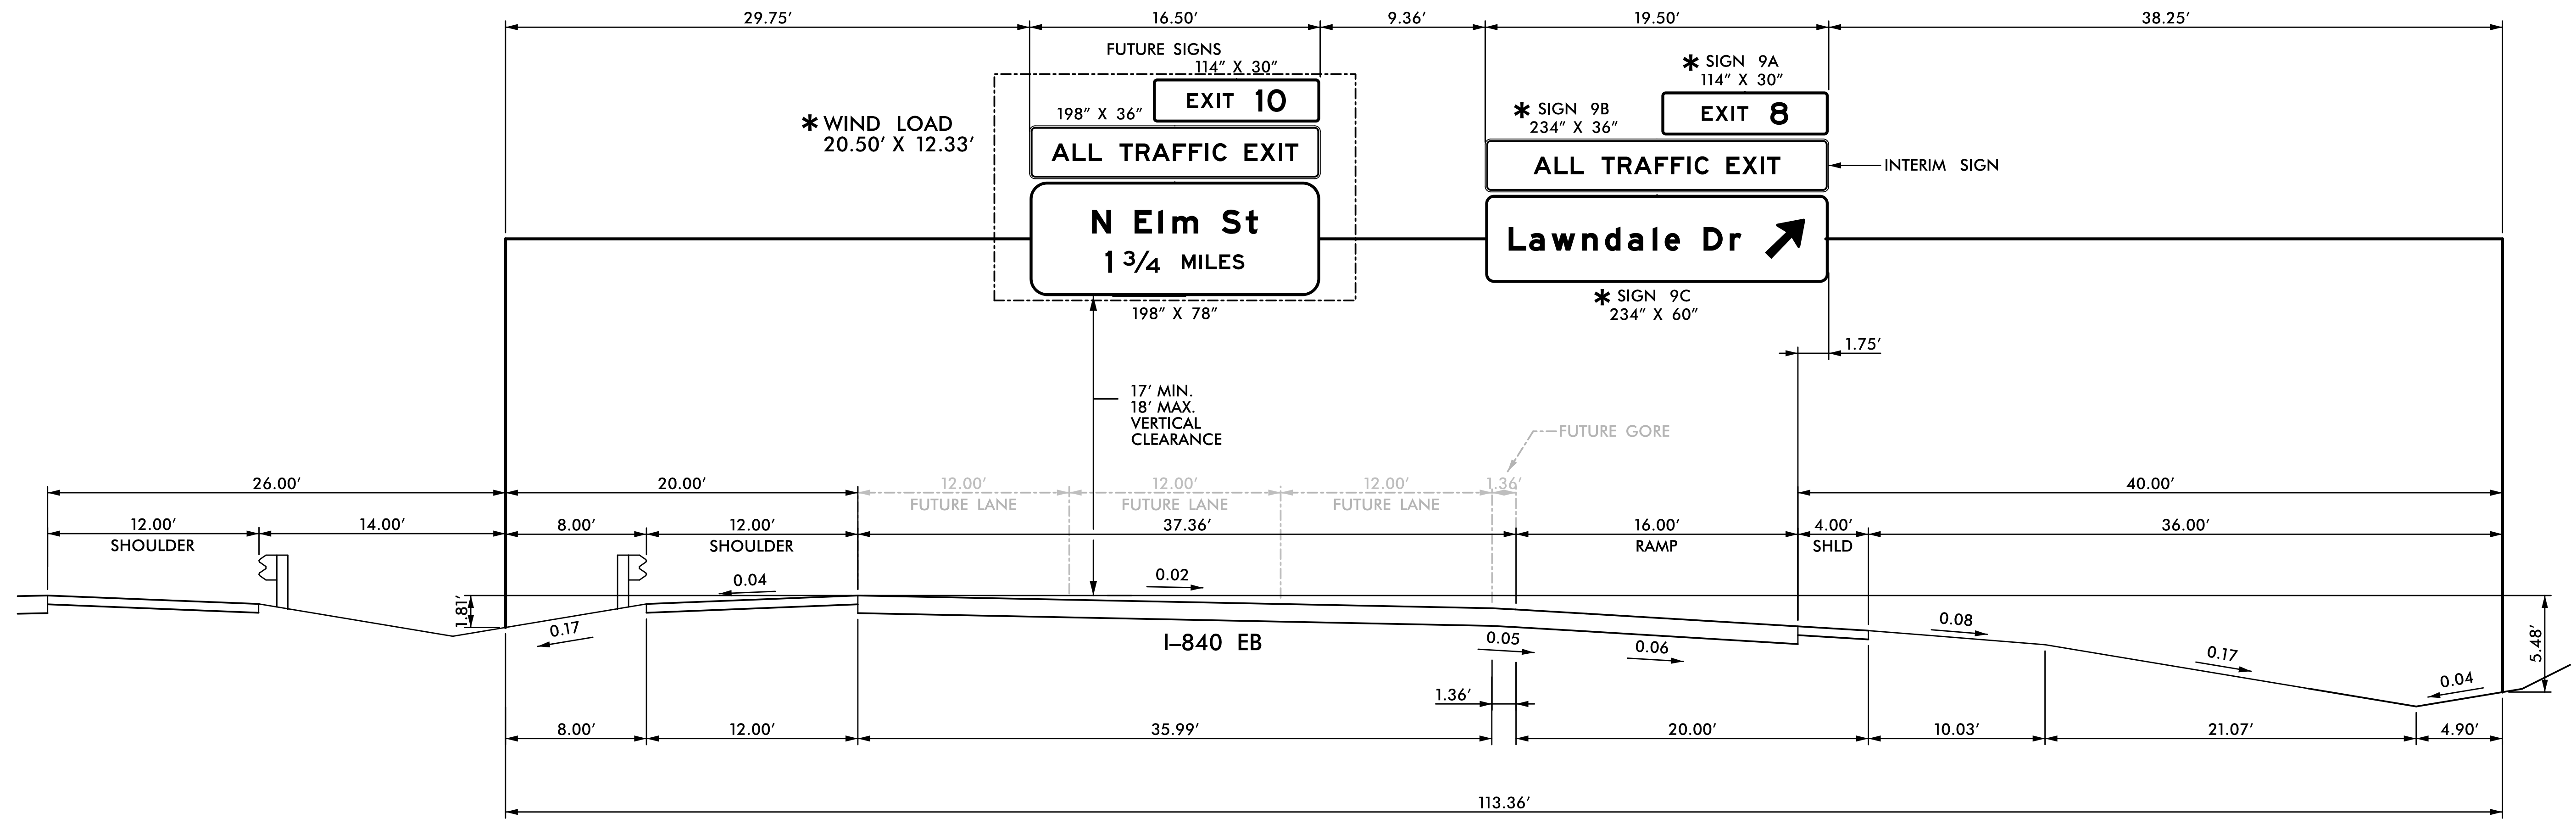 29.75'
16.50'
9.36'
19.50'
38.25'
FUTURE SIGNS
114" X 30"
EXIT 10
198" X 36"
ALL TRAFFIC EXIT
N Elm St
1 3/4 MILES
198" X 78"
* WIND LOAD
20.50' X 12.33'
* SIGN 9A
114" X 30"
EXIT 8
* SIGN 9B
234" X 36"
ALL TRAFFIC EXIT
INTERIM SIGN
Lawndale Dr
* SIGN 9C
234" X 60"
1.75'
17' MIN.
18' MAX.
VERTICAL
CLEARANCE
FUTURE GORE
26.00'
20.00'
12.00'
FUTURE LANE
12.00'
FUTURE LANE
12.00'
FUTURE LANE
1.36'
40.00'
12.00'
SHOULDER
14.00'
8.00'
12.00'
SHOULDER
37.36'
16.00'
RAMP
4.00'
SHLD
36.00'
1.81'
0.17
0.04
0.02
I-840 EB
0.05
0.06
0.08
0.17
0.04
5.48'
1.36'
8.00'
12.00'
35.99'
20.00'
10.03'
21.07'
4.90'
113.36'